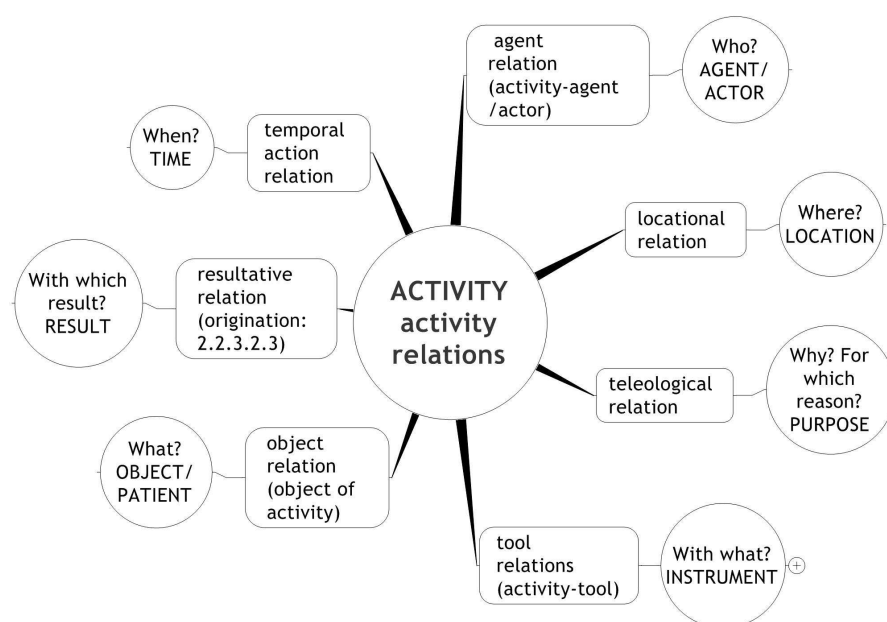 agent
relation
(activity-agent
/actor)
Who?
AGENT/
ACTOR
When?
TIME
temporal
action
relation
locational
relation
Where?
LOCATION
With which
result?
RESULT
resultative
relation
(origination:
2.2.3.2.3)
ACTIVITY
activity
relations
teleological
relation
Why? For
which
reason?
PURPOSE
What?
OBJECT/
PATIENT
object
relation
(object of
activity)
tool
relations
(activity-tool)
With what?
INSTRUMENT